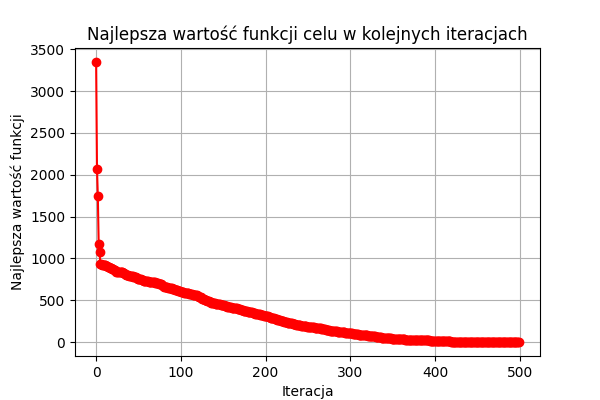 Najlepsza wartość funkcji celu w kolejnych iteracjach
Najlepsza wartość funkcji
3500
3000
2500
2000
1500
1000
500
0
0 100 200 300 400 500
Iteracja